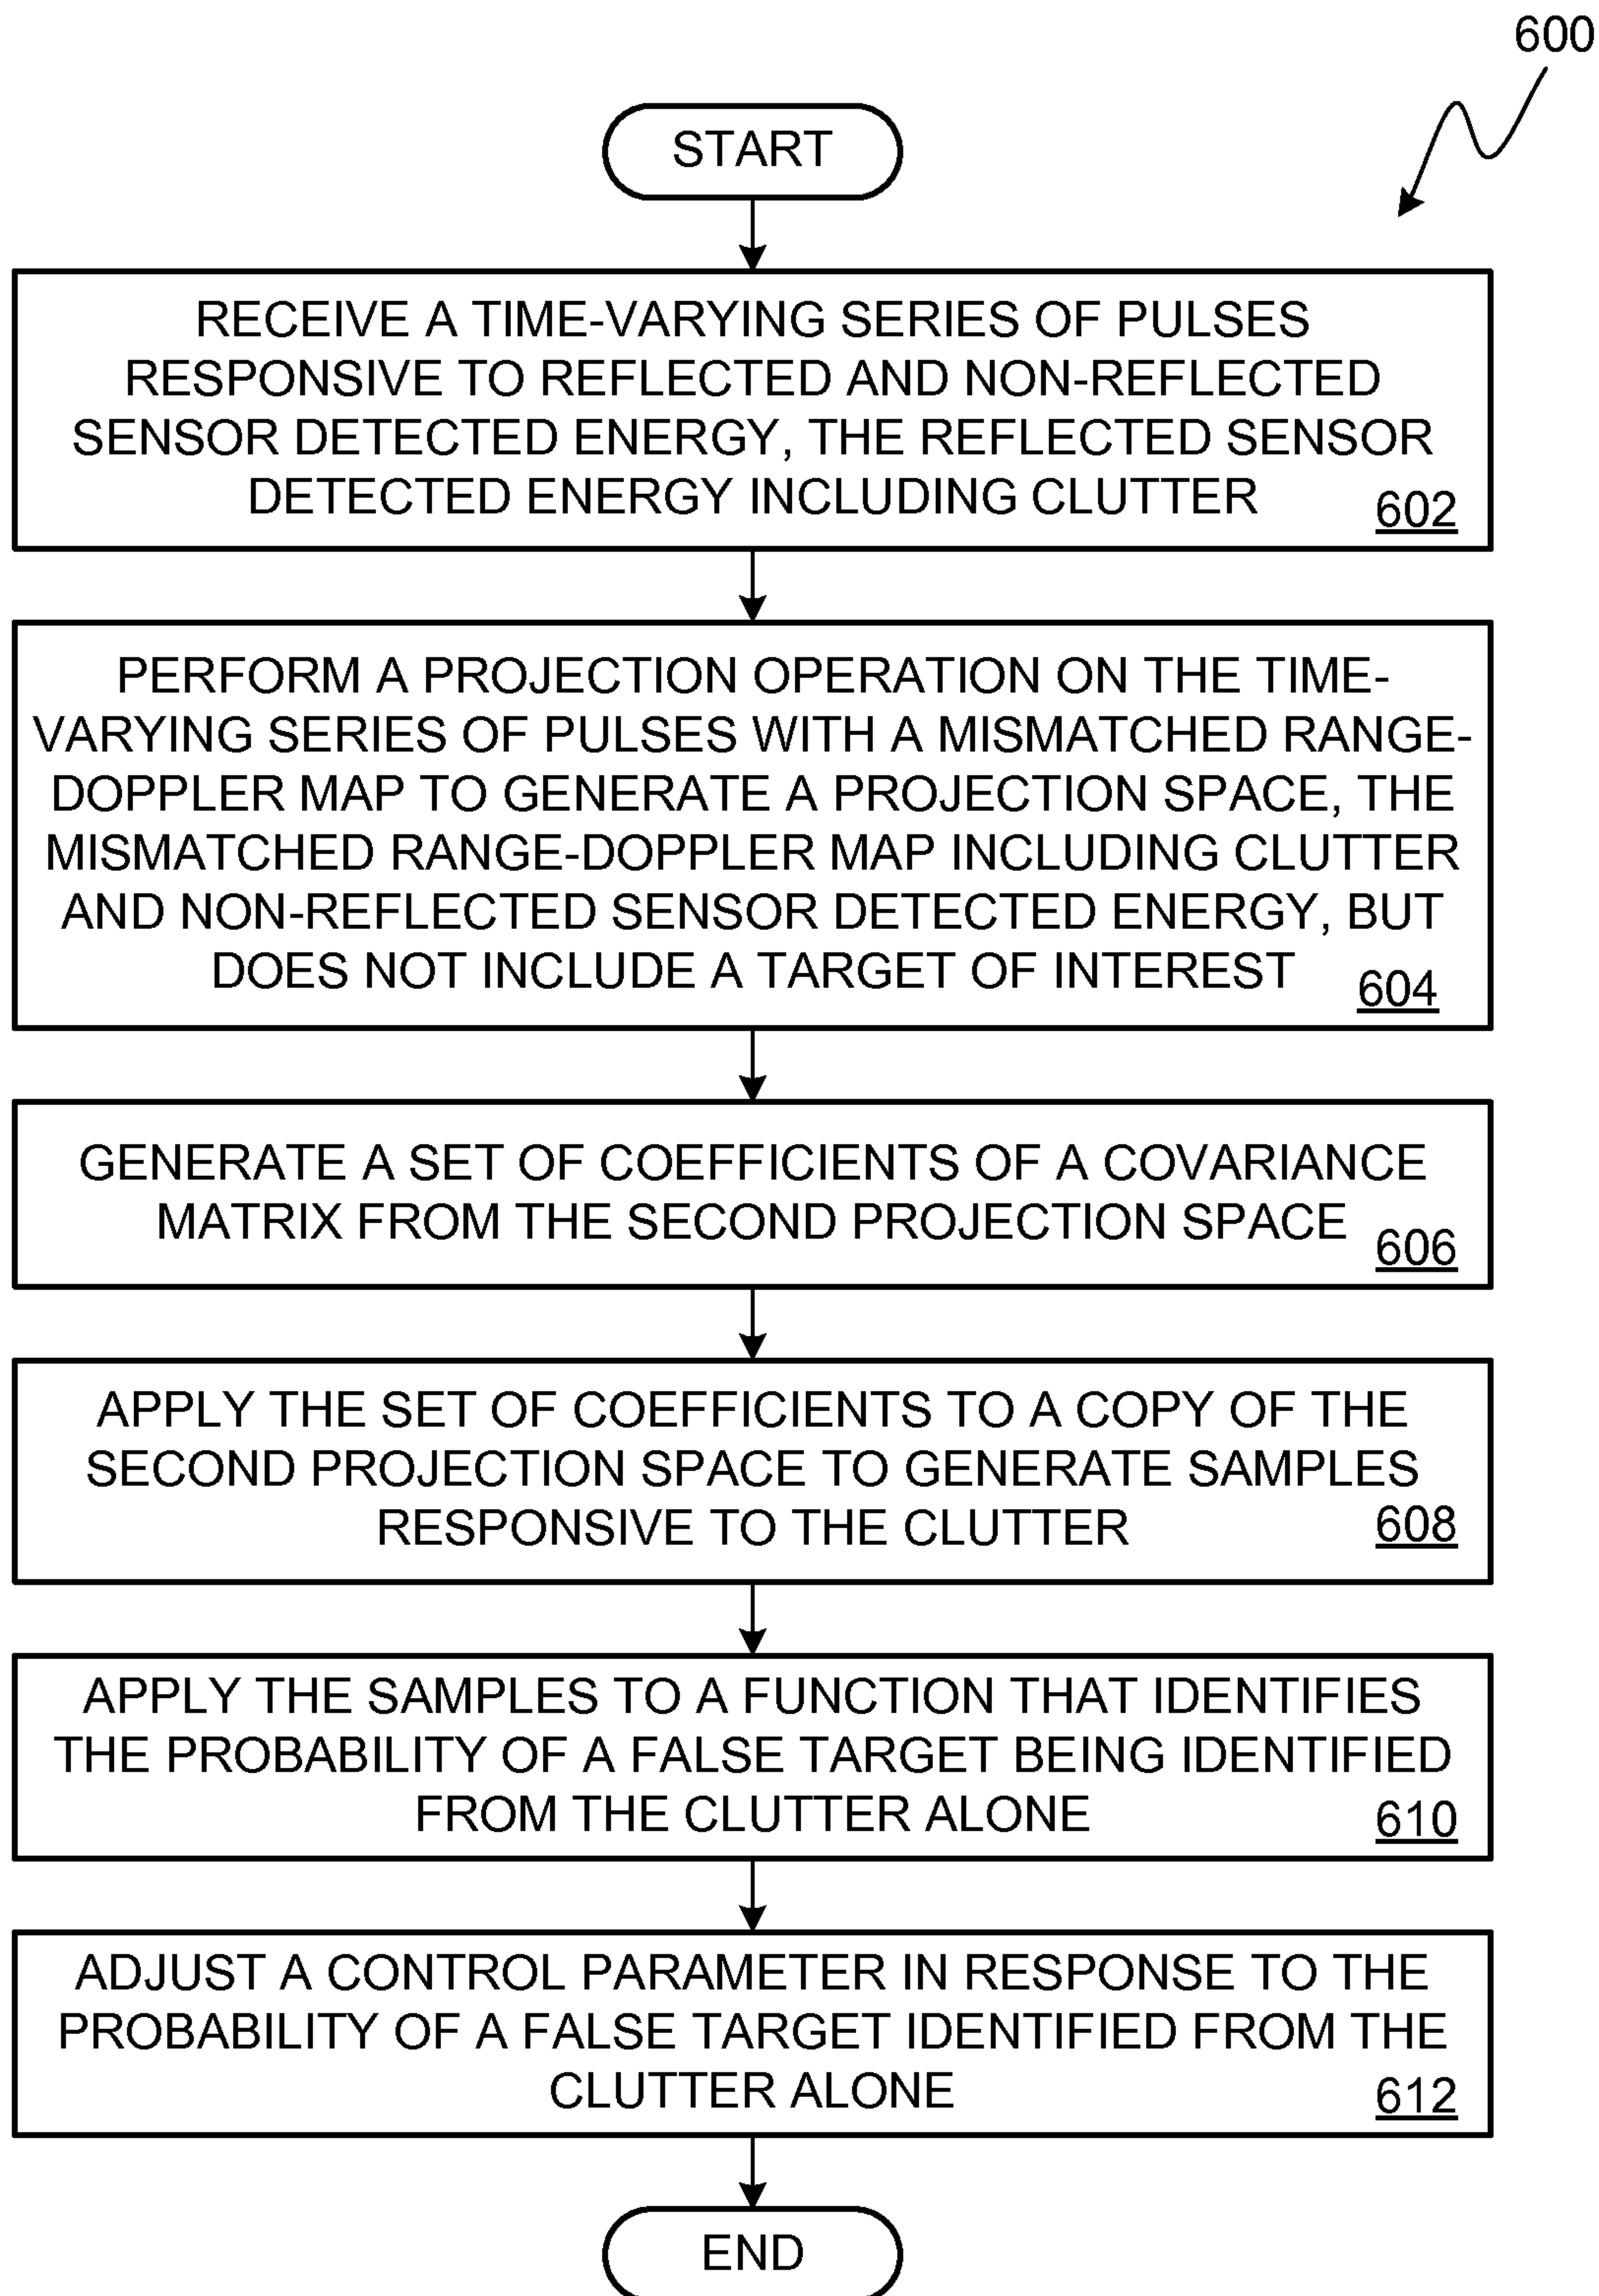 600
START
RECEIVE A TIME-VARYING SERIES OF PULSES
RESPONSIVE TO REFLECTED AND NON-REFLECTED
SENSOR DETECTED ENERGY, THE REFLECTED SENSOR
DETECTED ENERGY INCLUDING CLUTTER
602
PERFORM A PROJECTION OPERATION ON THE TIME-
VARYING SERIES OF PULSES WITH A MISMATCHED RANGE-
DOPPLER MAP TO GENERATE A PROJECTION SPACE, THE
MISMATCHED RANGE-DOPPLER MAP INCLUDING CLUTTER
AND NON-REFLECTED SENSOR DETECTED ENERGY, BUT
DOES NOT INCLUDE A TARGET OF INTEREST
604
GENERATE A SET OF COEFFICIENTS OF A COVARIANCE
MATRIX FROM THE SECOND PROJECTION SPACE
606
APPLY THE SET OF COEFFICIENTS TO A COPY OF THE
SECOND PROJECTION SPACE TO GENERATE SAMPLES
RESPONSIVE TO THE CLUTTER
608
APPLY THE SAMPLES TO A FUNCTION THAT IDENTIFIES
THE PROBABILITY OF A FALSE TARGET BEING IDENTIFIED
FROM THE CLUTTER ALONE
610
ADJUST A CONTROL PARAMETER IN RESPONSE TO THE
PROBABILITY OF A FALSE TARGET IDENTIFIED FROM THE
CLUTTER ALONE
612
END